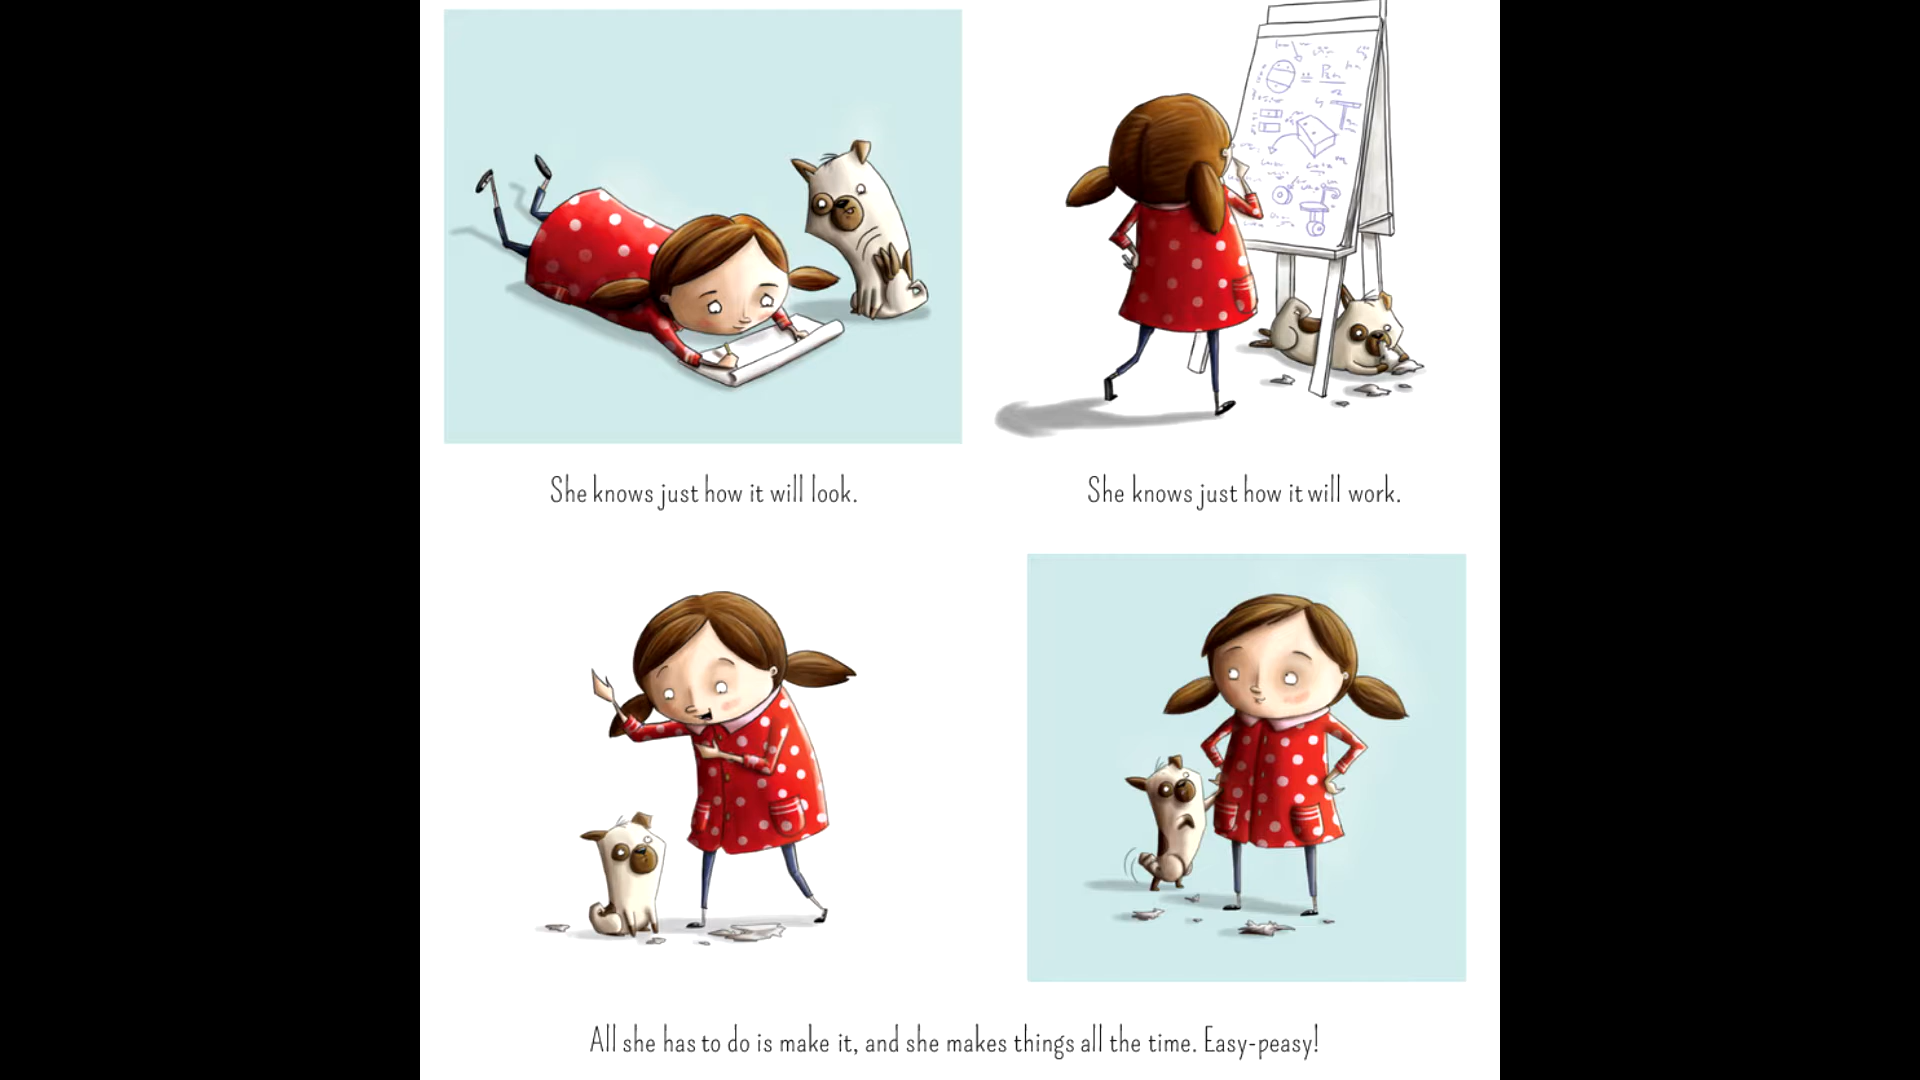 She knows just how it will look.
She knows just how it will work.
All she has to do is make it, and she makes things all the time. Easy-peasy!